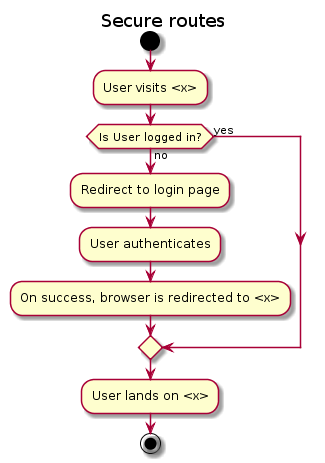 Secure routes
User visits <x>
Is User logged in?
yes
no
Redirect to login page
User authenticates
On success, browser is redirected to <x>
User lands on <x>